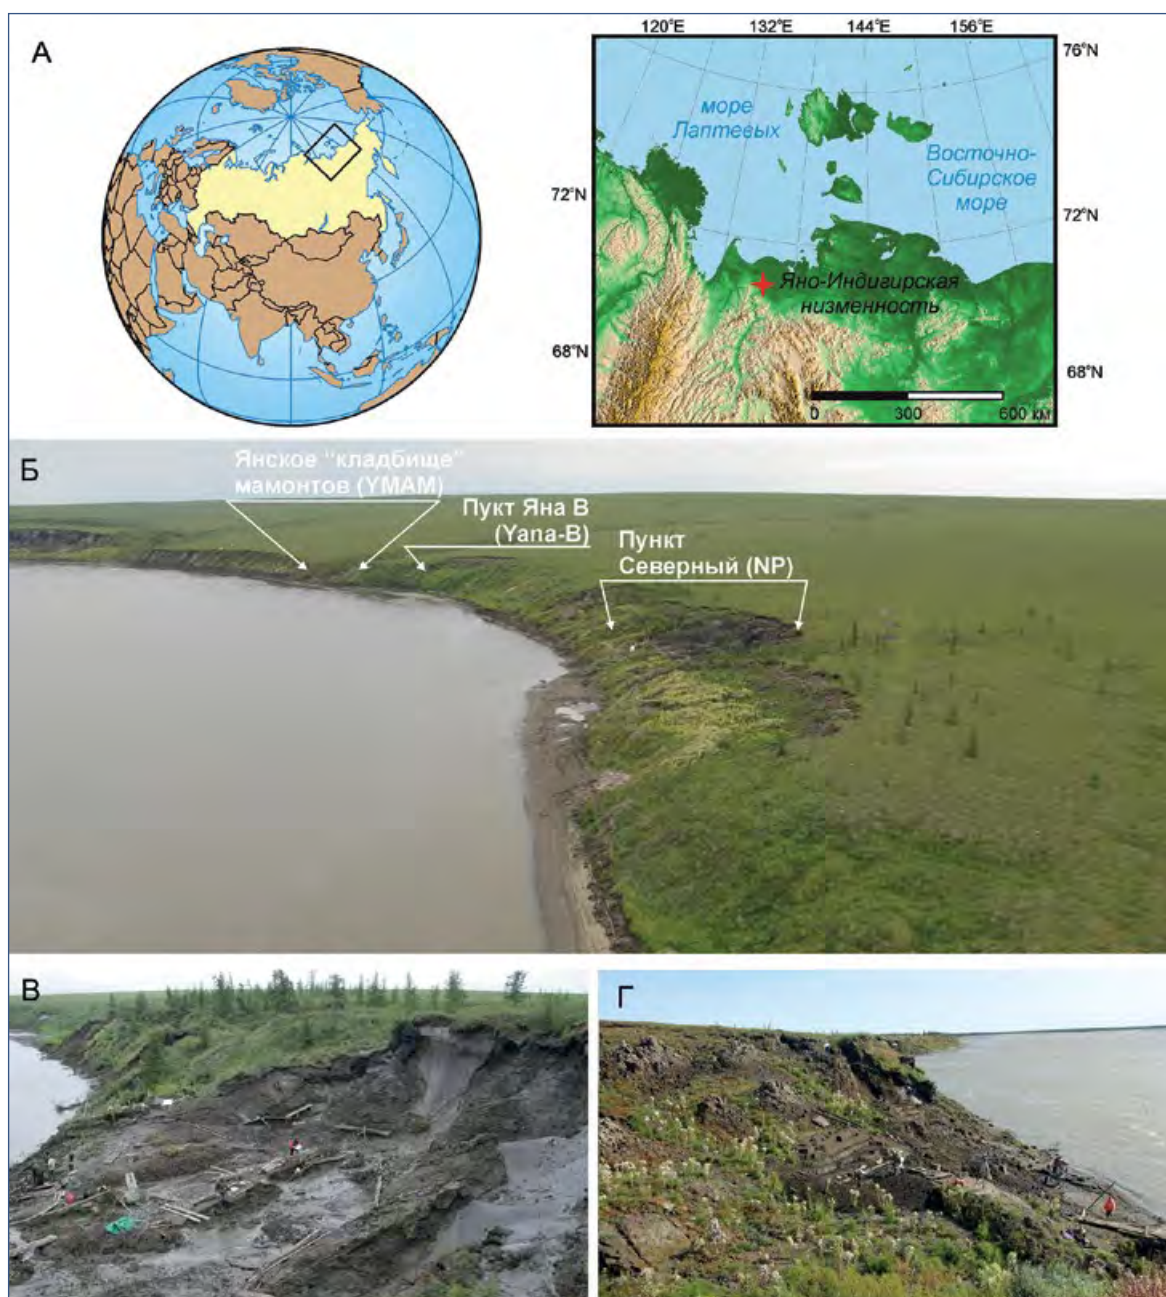 А
120°E 132°E 144°E 156°E
76°N
море
Лаптевых
Восточно-
Сибирское
море
72°N
72°N
Яно-Индигирская
низменность
68°N
68°N
0 300 600 км
Б
Янское "кладбище"
мамонтов (YMAM)
Пукт Яна В
(Yana-B)
Пункт
Северный (NP)
В
Г